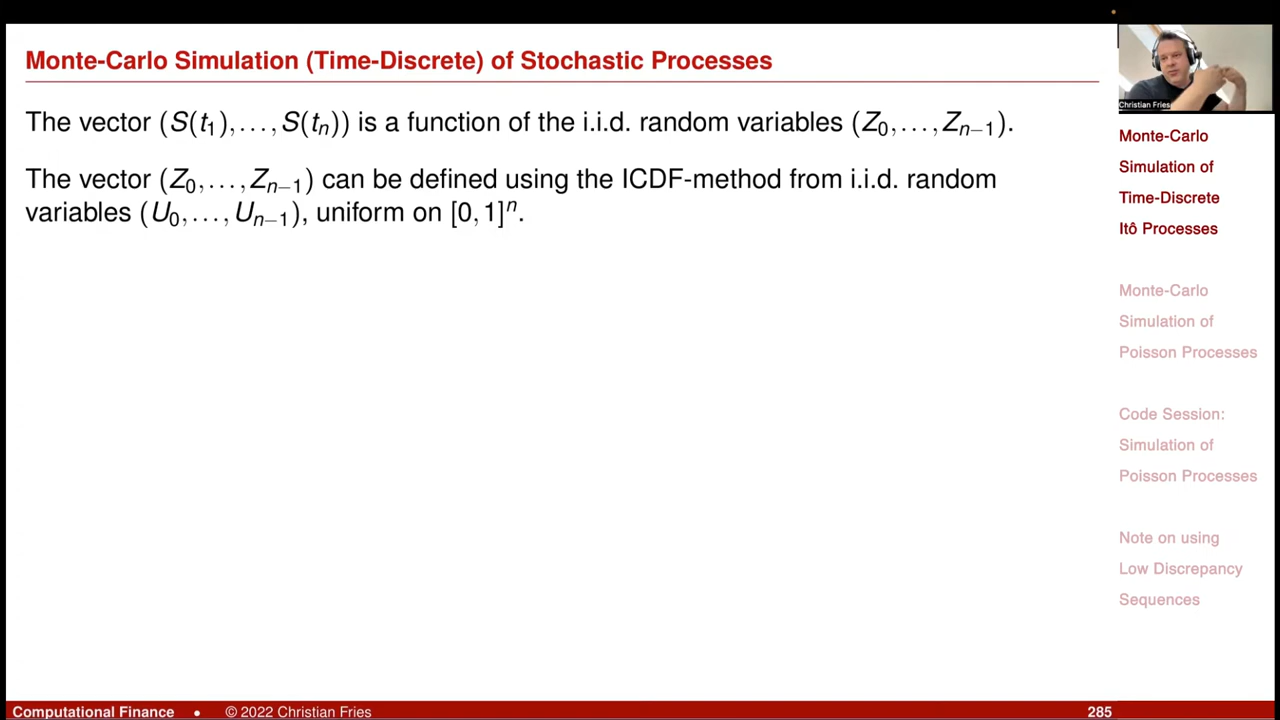 Monte-Carlo Simulation (Time-Discrete) of Stochastic Processes
The vector (S(t₁),...,S(tₙ)) is a function of the i.i.d. random variables (Z₀,...,Zₙ₋₁).
The vector (Z₀,...,Zₙ₋₁) can be defined using the ICDF-method from i.i.d. random
variables (U₀,...,Uₙ₋₁), uniform on [0,1]ⁿ.
Christian Fries
Monte-Carlo
Simulation of
Time-Discrete
Itô Processes
Monte-Carlo
Simulation of
Poisson Processes
Code Session:
Simulation of
Poisson Processes
Note on using
Low Discrepancy
Sequences
Computational Finance • © 2022 Christian Fries 285